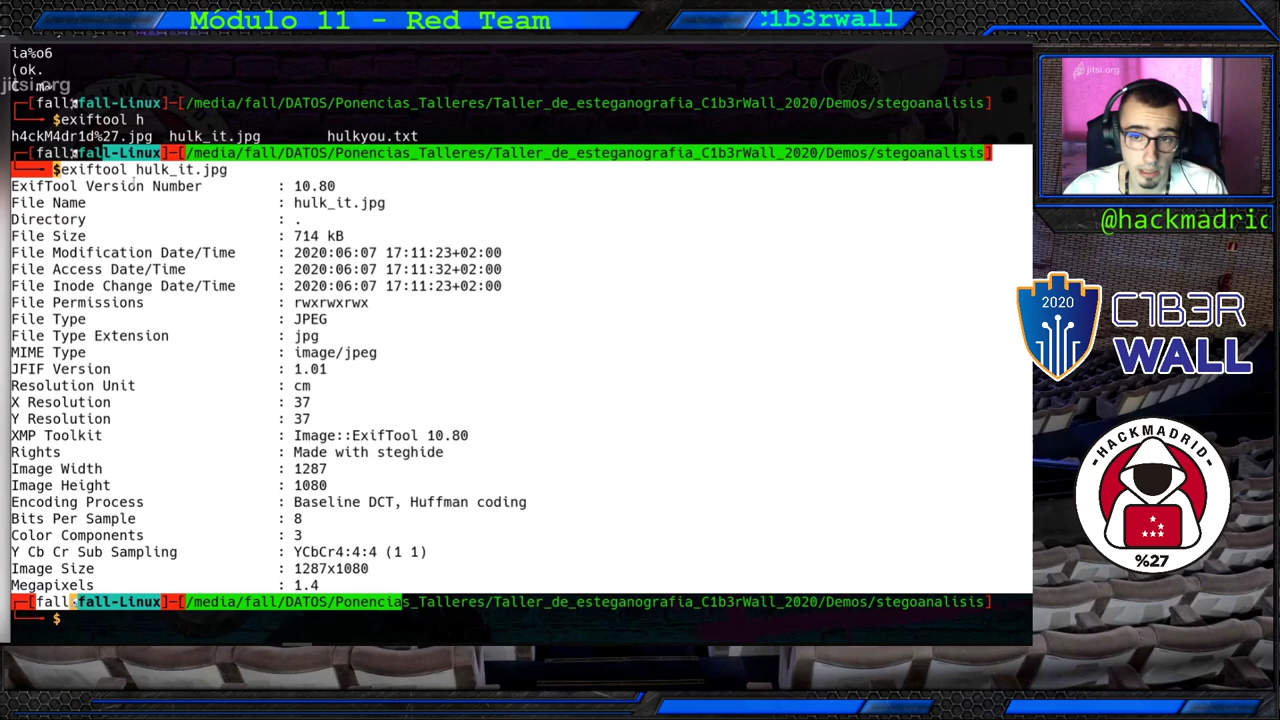 Módulo 11 - Red Team
C1b3rwall
ia%o6
(ok.
jitsi.org
┌─[fall@fall-Linux]─[/media/fall/DATOS/Ponencias_Talleres/Taller_de_esteganografia_C1b3rWall_2020/Demos/stegoanalisis]
└──╼ $exiftool h
h4ckM4dr1d%27.jpg hulk_it.jpg hulkyou.txt
┌─[fall@fall-Linux]─[/media/fall/DATOS/Ponencias_Talleres/Taller_de_esteganografia_C1b3rWall_2020/Demos/stegoanalisis]
└──╼ $exiftool hulk_it.jpg
ExifTool Version Number : 10.80
File Name : hulk_it.jpg
Directory : .
File Size : 714 kB
File Modification Date/Time : 2020:06:07 17:11:23+02:00
File Access Date/Time : 2020:06:07 17:11:32+02:00
File Inode Change Date/Time : 2020:06:07 17:11:23+02:00
File Permissions : rwxrwxrwx
File Type : JPEG
File Type Extension : jpg
MIME Type : image/jpeg
JFIF Version : 1.01
Resolution Unit : cm
X Resolution : 37
Y Resolution : 37
XMP Toolkit : Image::ExifTool 10.80
Rights : Made with steghide
Image Width : 1287
Image Height : 1080
Encoding Process : Baseline DCT, Huffman coding
Bits Per Sample : 8
Color Components : 3
Y Cb Cr Sub Sampling : YCbCr4:4:4 (1 1)
Image Size : 1287x1080
Megapixels : 1.4
┌─[fall@fall-Linux]─[/media/fall/DATOS/Ponencias_Talleres/Taller_de_esteganografia_C1b3rWall_2020/Demos/stegoanalisis]
└──╼ $
jitsi.org
@hackmadrid
2020
C1B3R
WALL
-HACKMADRID-
%27